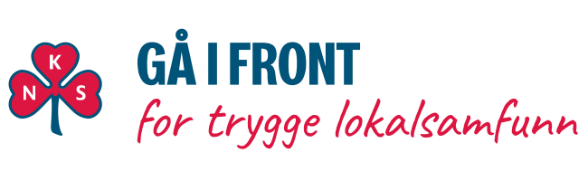 K
N S
GÅ I FRONT
for trygge lokalsamfunn